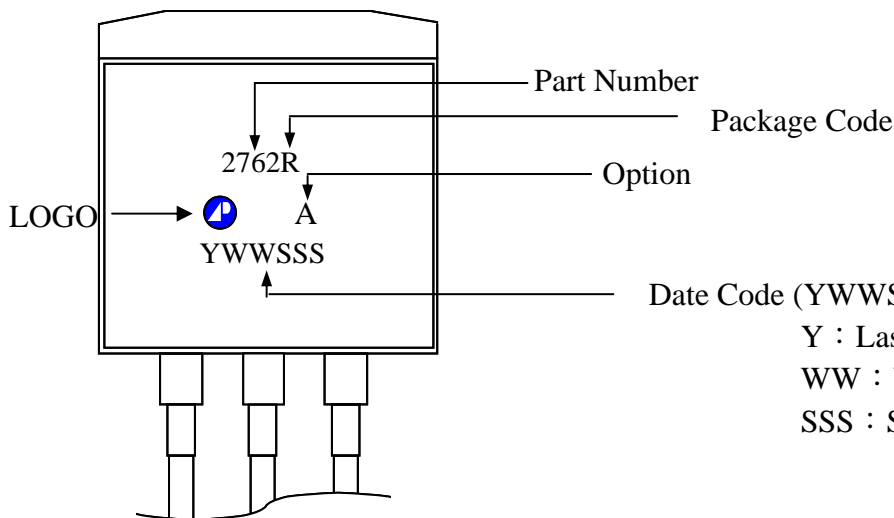 Part Number
Package Code
2762R
Option
LOGO
A
YWWSSS
Date Code (YWWS
Y：Las
WW：
SSS：S